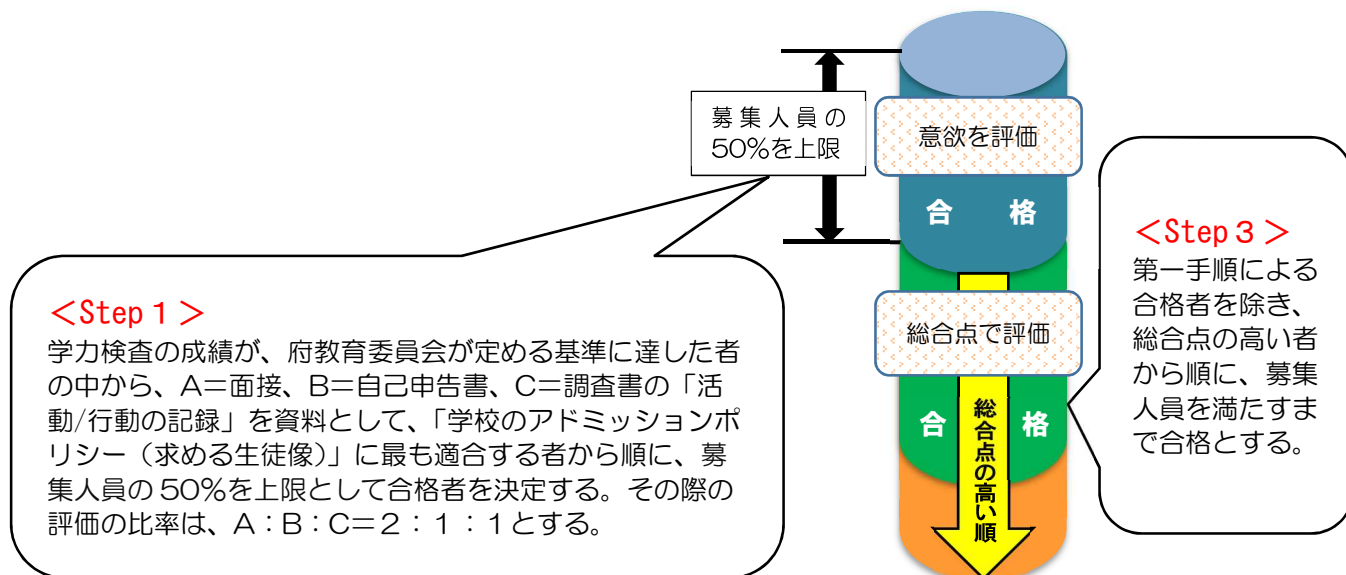 募集人員の
50％を上限
意欲を評価
合　格
＜Step１＞
学力検査の成績が、府教育委員会が定める基準に達した者
の中から、A＝面接、B＝自己申告書、C＝調査書の「活
動/行動の記録」を資料として、「学校のアドミッションポ
リシー（求める生徒像）」に最も適合する者から順に、募
集人員の50％を上限として合格者を決定する。その際の
評価の比率は、A：B：C＝2：1：1とする。
総合点で評価
合　格
総合点の高い順
＜Step３＞
第一手順による
合格者を除き、
総合点の高い者
から順に、募集
人員を満たすま
で合格とする。